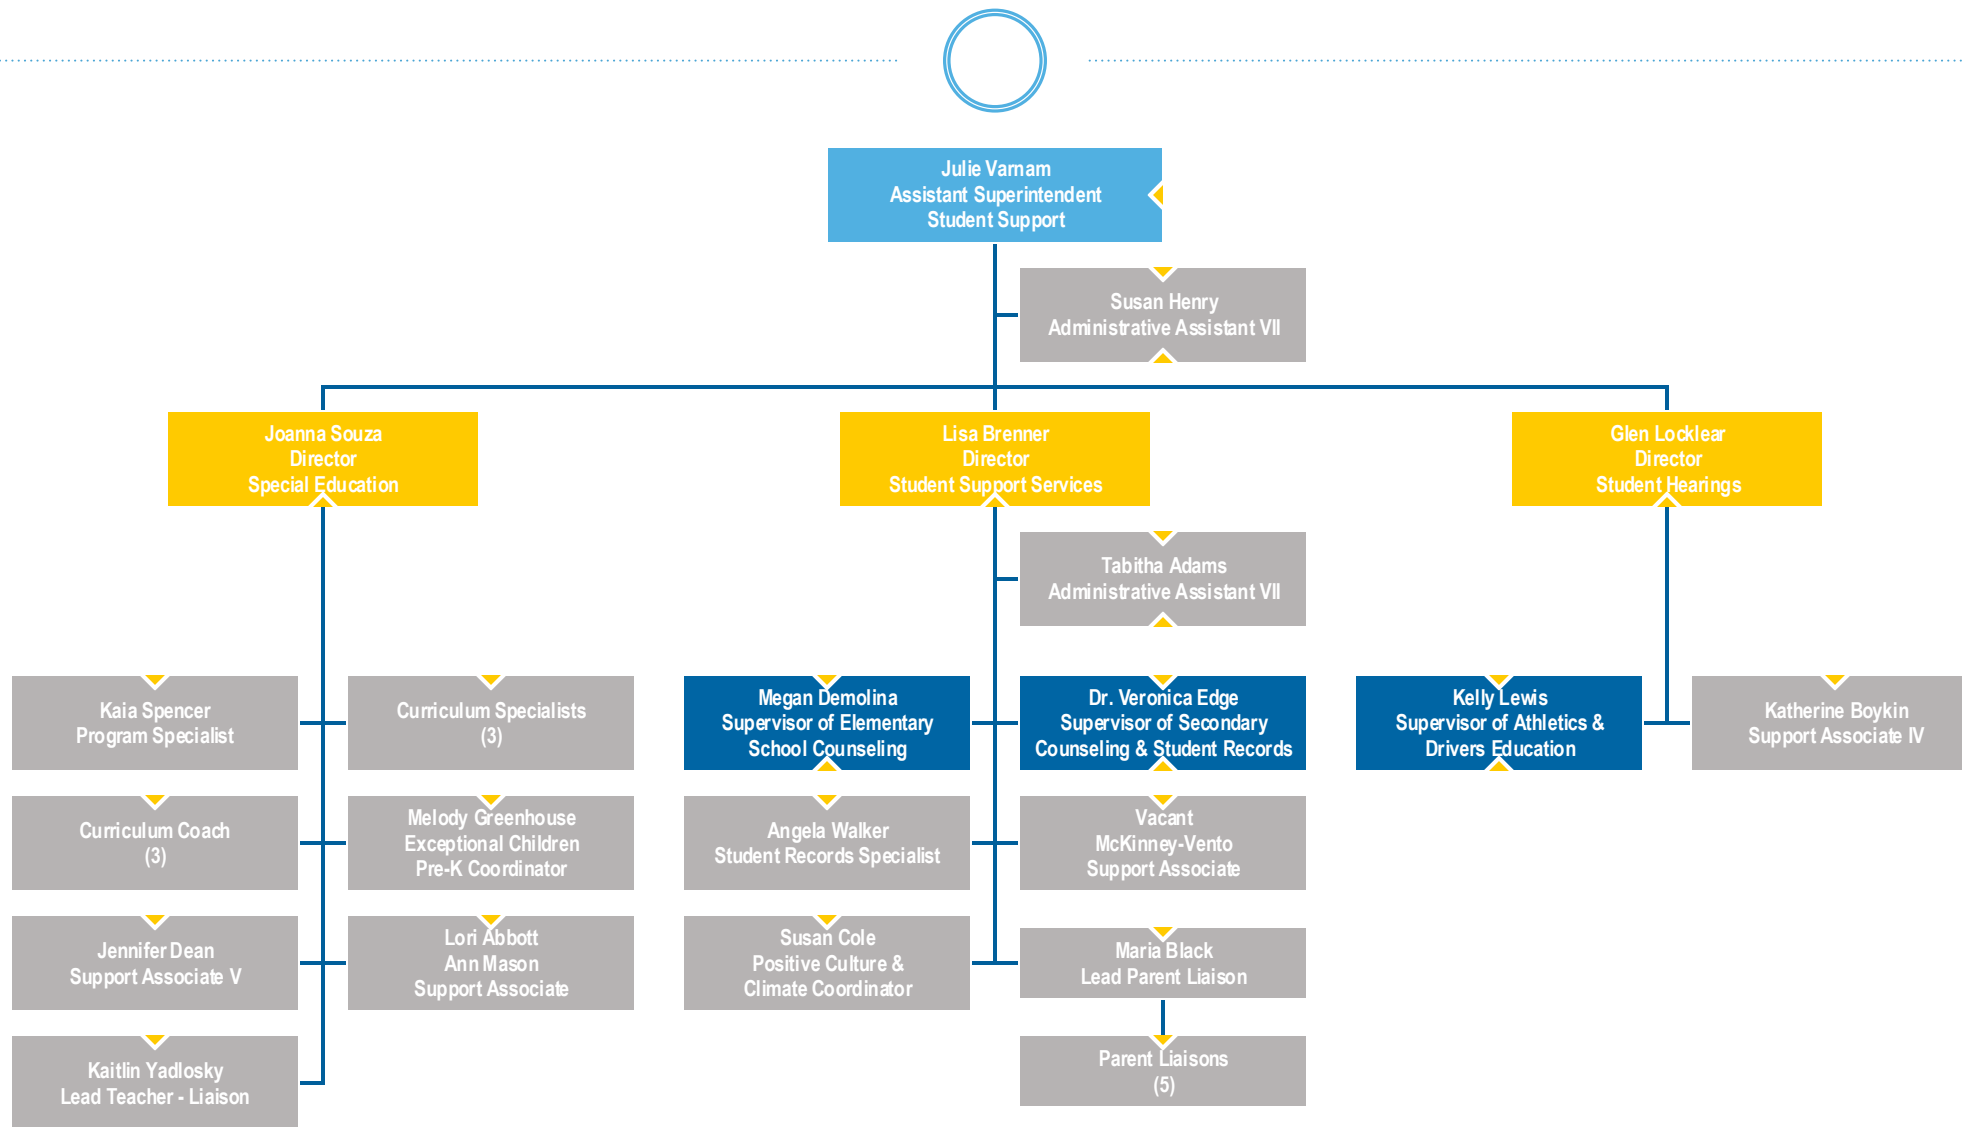 Julie Varnam
Assistant Superintendent
Student Support
Susan Henry
Administrative Assistant VII
Joanna Souza
Director
Special Education
Lisa Brenner
Director
Student Support Services
Glen Locklear
Director
Student Hearings
Tabitha Adams
Administrative Assistant VII
Kaia Spencer
Program Specialist
Curriculum Specialists
(3)
Megan Demolina
Supervisor of Elementary
School Counseling
Dr. Veronica Edge
Supervisor of Secondary
Counseling & Student Records
Kelly Lewis
Supervisor of Athletics &
Drivers Education
Katherine Boykin
Support Associate IV
Curriculum Coach
(3)
Melody Greenhouse
Exceptional Children
Pre-K Coordinator
Angela Walker
Student Records Specialist
Vacant
McKinney-Vento
Support Associate
Jennifer Dean
Support Associate V
Lori Abbott
Ann Mason
Support Associate
Susan Cole
Positive Culture &
Climate Coordinator
Maria Black
Lead Parent Liaison
Kaitlin Yadlosky
Lead Teacher - Liaison
Parent Liaisons
(5)